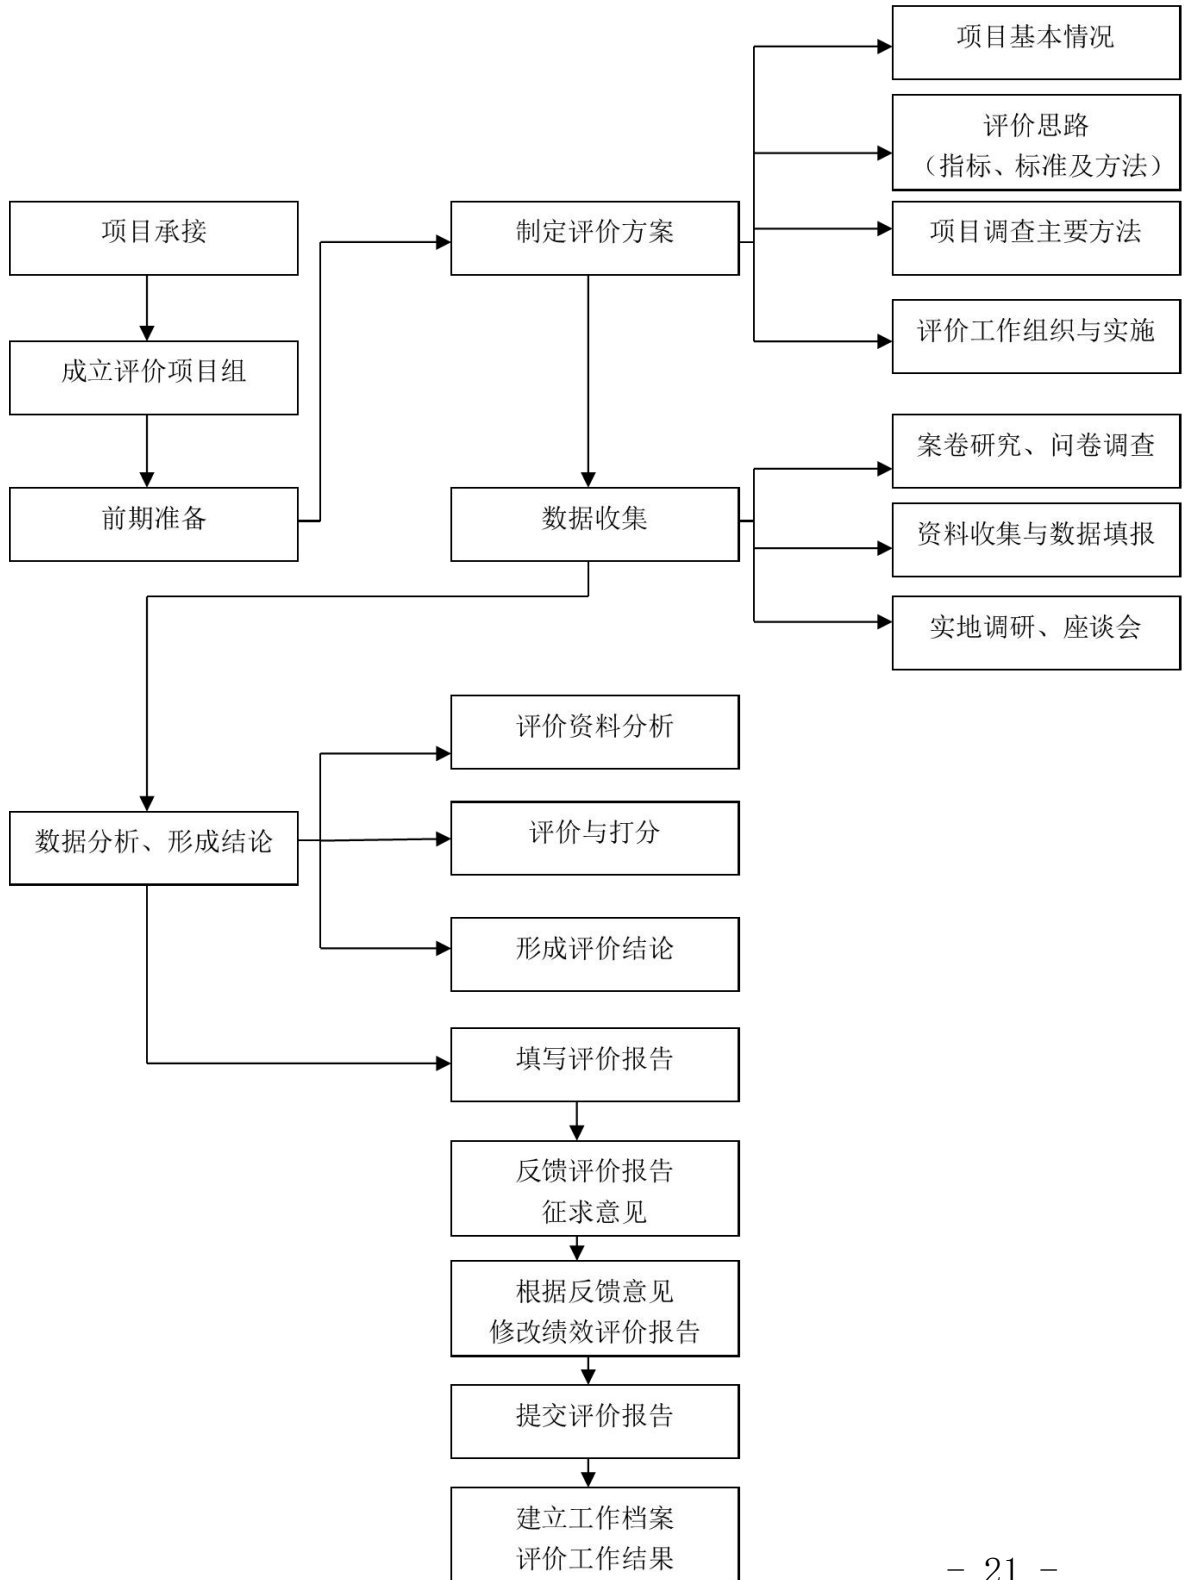 项目承接
成立评价项目组
前期准备
制定评价方案
项目基本情况
评价思路
（指标、标准及方法）
项目调查主要方法
评价工作组织与实施
数据收集
案卷研究、问卷调查
资料收集与数据填报
实地调研、座谈会
数据分析、形成结论
评价资料分析
评价与打分
形成评价结论
填写评价报告
反馈评价报告
征求意见
根据反馈意见
修改绩效评价报告
提交评价报告
建立工作档案
评价工作结果
- 21 -